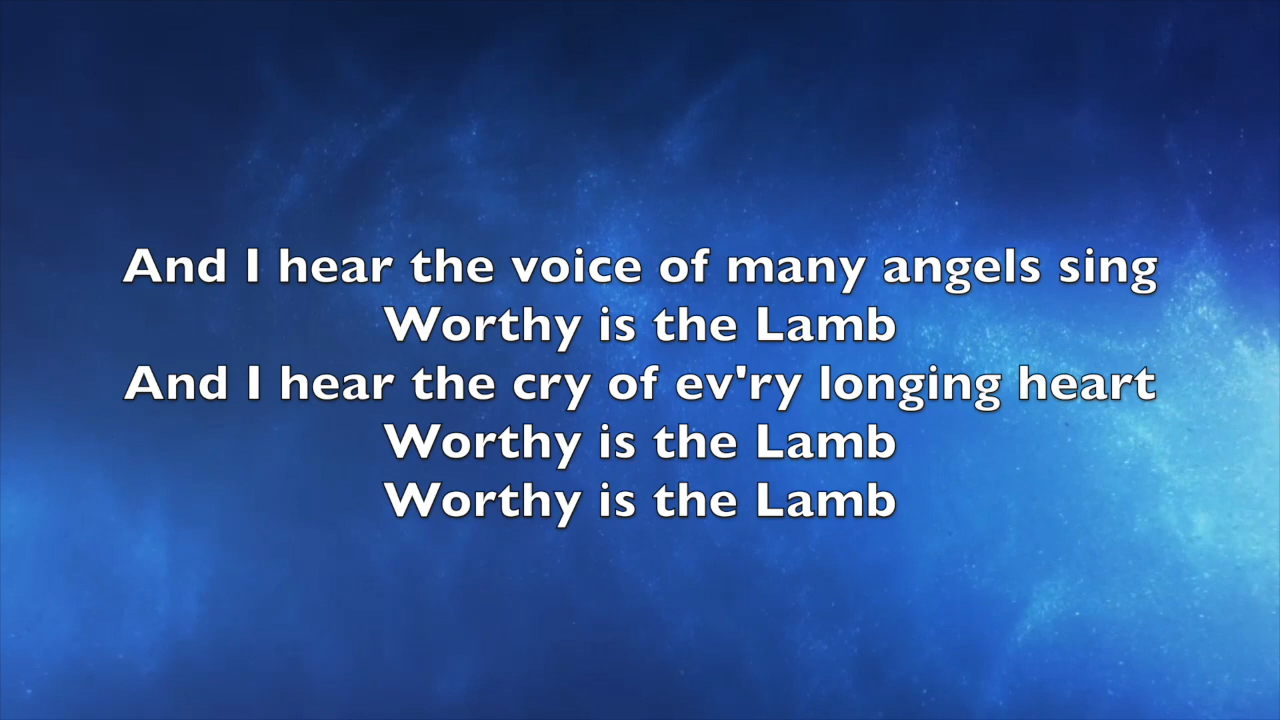 And I hear the voice of many angels sing
Worthy is the Lamb
And I hear the cry of ev'ry longing heart
Worthy is the Lamb
Worthy is the Lamb